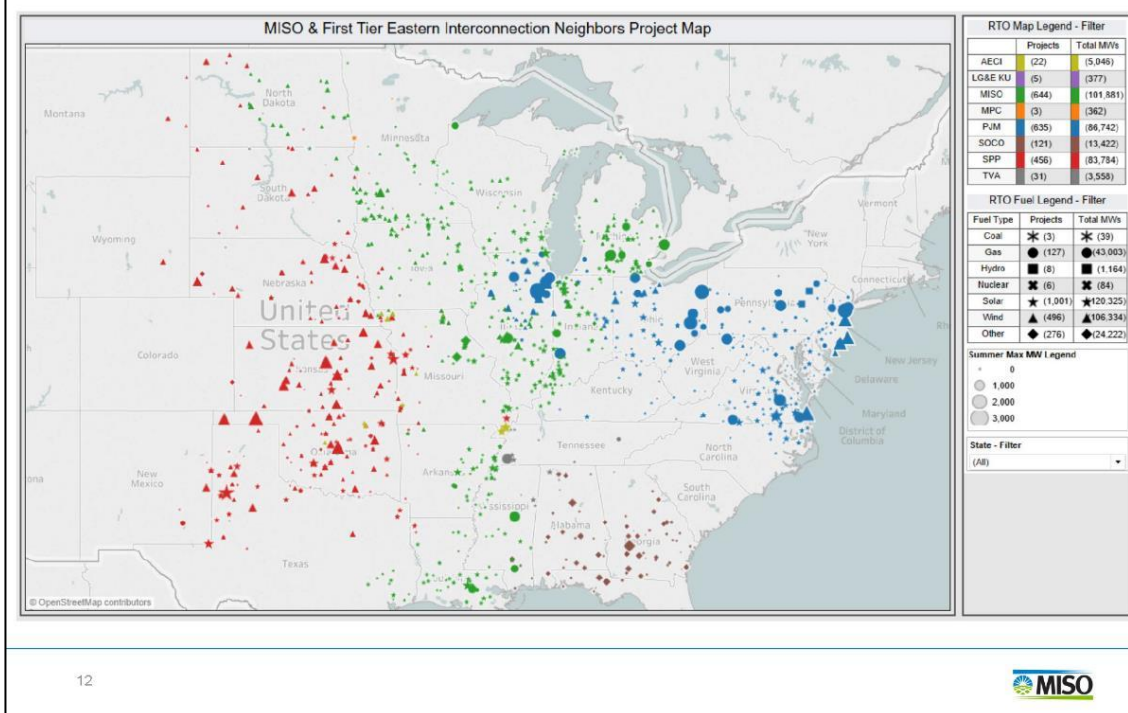 MISO & First Tier Eastern Interconnection Neighbors Project Map
Montana
North
Dakota
Minnesota
South
Dakota
Wisconsin
Wyoming
Iowa
Nebraska
United
States
Colorado
Missouri
Kentucky
West
Virginia
Tennessee
North
Carolina
South
Carolina
New
Mexico
Texas
Alabama
Vermont
New
York
Connecticut
Pennsylvania
New Jersey
Delaware
Maryland
District of
Columbia
© OpenStreetMap contributors
RTO Map Legend - Filter
Projects Total MWs
AECI (22) (5,046)
LG&E KU (5) (377)
MISO (644) (101,881)
MPC (3) (362)
PJM (635) (86,742)
SOCO (121) (13,422)
SPP (456) (83,784)
TVA (31) (3,558)
RTO Fuel Legend - Filter
Fuel Type Projects Total MWs
Coal (3) (39)
Gas (127) (43,003)
Hydro (8) (1,164)
Nuclear (6) (84)
Solar (1,001) (120,325)
Wind (496) (106,334)
Other (276) (24,222)
Summer Max MW Legend
0
1,000
2,000
3,000
State - Filter
(All)
12
MISO